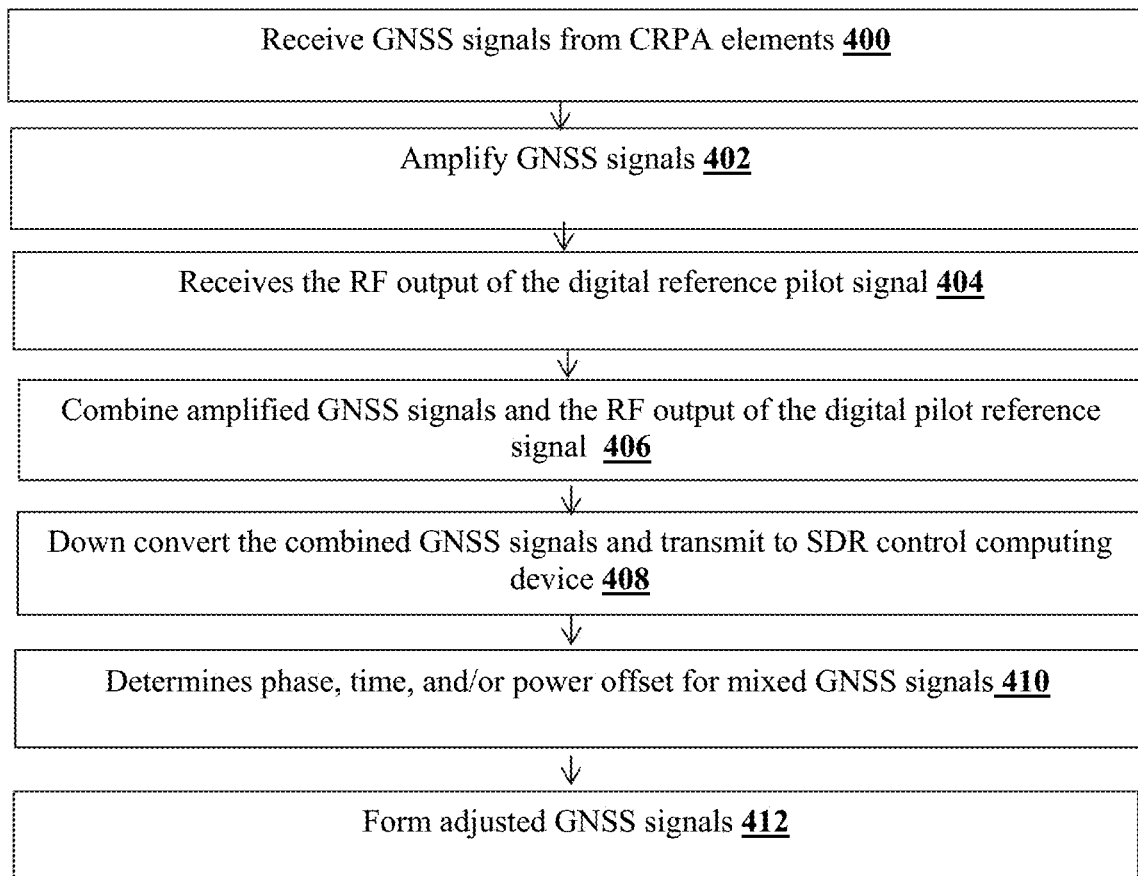 Receive GNSS signals from CRPA elements 400
Amplify GNSS signals 402
Receives the RF output of the digital reference pilot signal 404
Combine amplified GNSS signals and the RF output of the digital pilot reference
signal 406
Down convert the combined GNSS signals and transmit to SDR control computing
device 408
Determines phase, time, and/or power offset for mixed GNSS signals 410
Form adjusted GNSS signals 412